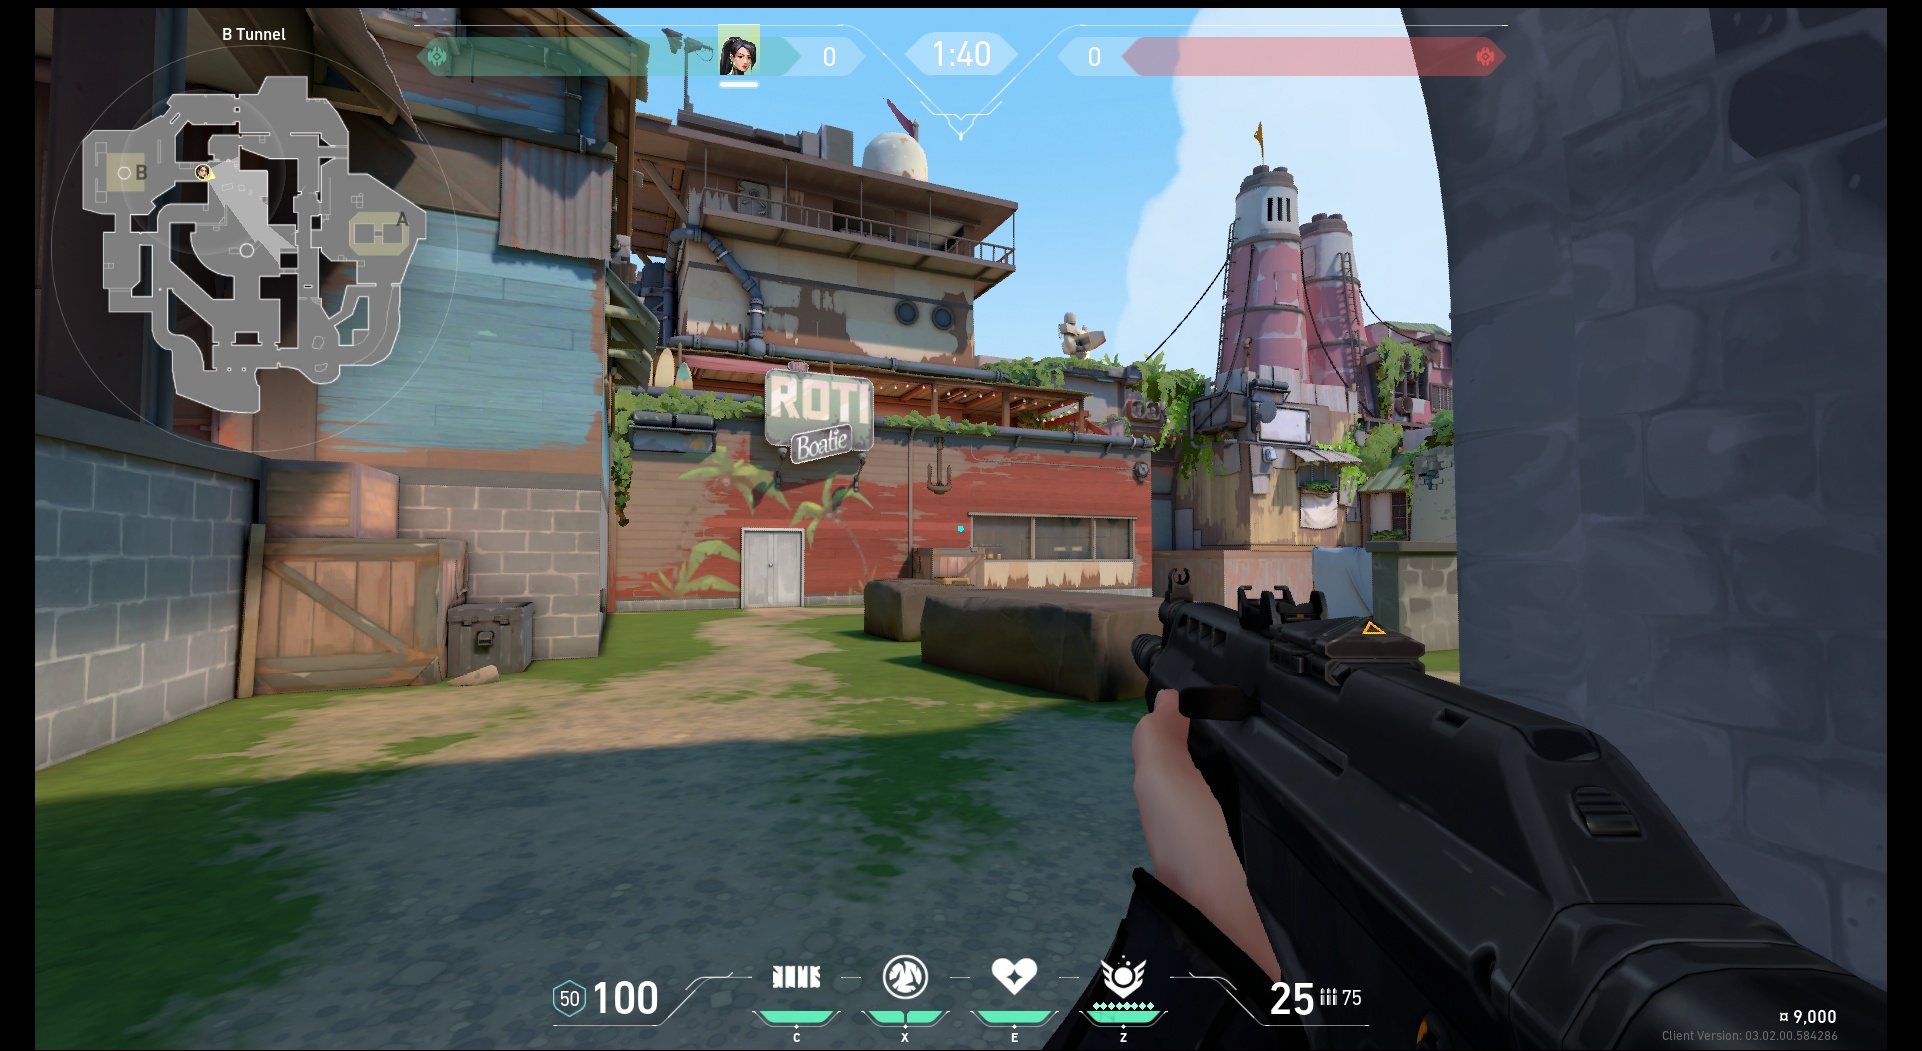 B Tunnel
0
1:40
0
B
A
ROTI
Boatie
50
100
25
75
C
X
E
Z
¤ 9,000
Client Version: 03.02.00.584286